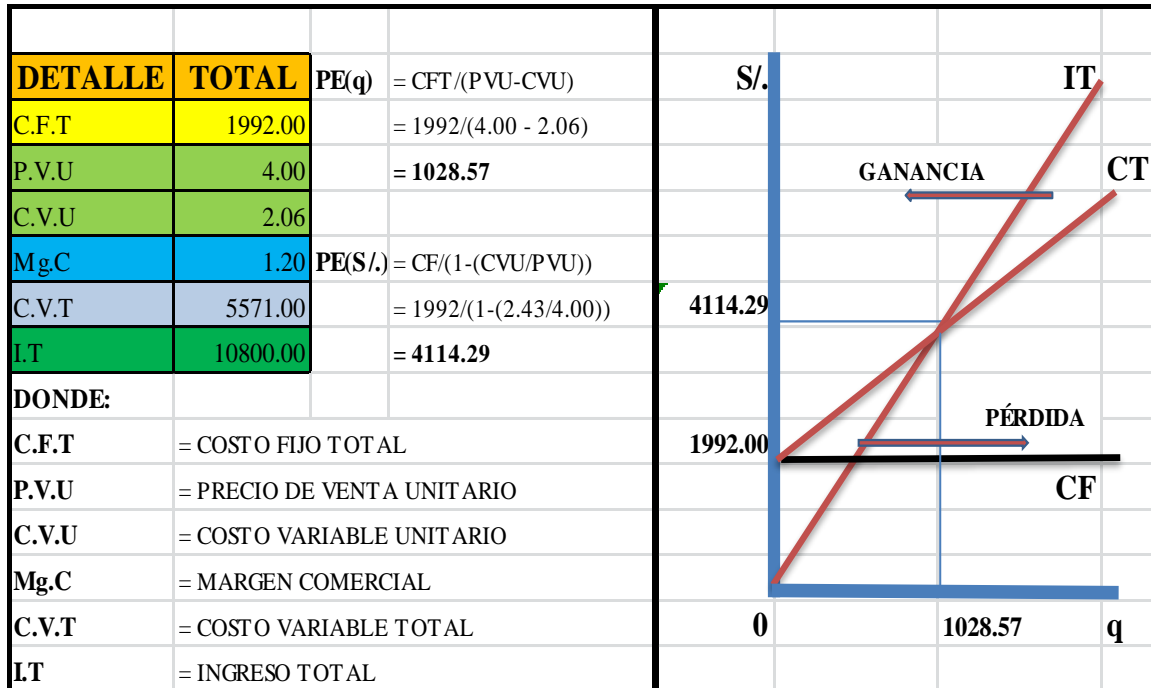 DETALLE TOTAL PE(q) = CFT/(PVU-CVU)
C.F.T 1992.00 = 1992/(4.00 - 2.06)
P.V.U 4.00 = 1028.57
C.V.U 2.06
Mg.C 1.20 PE(S/.) = CF/(1-(CVU/PVU))
C.V.T 5571.00 = 1992/(1-(2.43/4.00))
I.T 10800.00 = 4114.29
DONDE:
C.F.T = COSTO FIJO TOTAL
P.V.U = PRECIO DE VENTA UNITARIO
C.V.U = COSTO VARIABLE UNITARIO
Mg.C = MARGEN COMERCIAL
C.V.T = COSTO VARIABLE TOTAL
I.T = INGRESO TOTAL
S/. IT
GANANCIA CT
4114.29
PÉRDIDA
1992.00
CF
0 1028.57 q